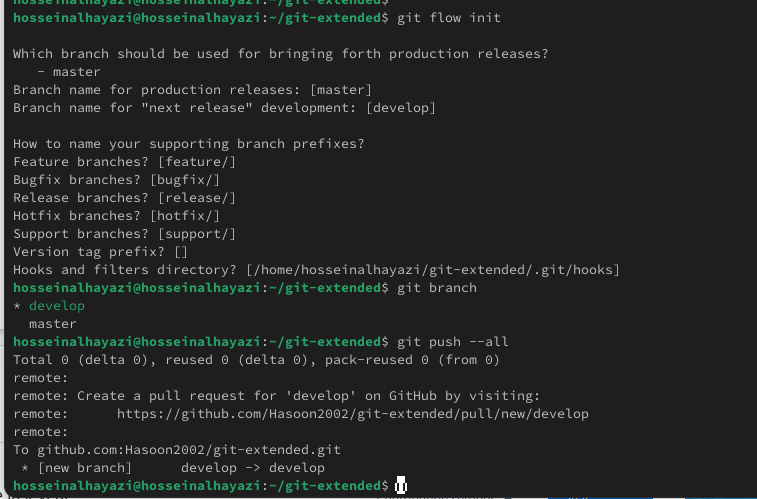 hosseinalhayazi@hosseinalhayazi:~/git-extended$
hosseinalhayazi@hosseinalhayazi:~/git-extended$ git flow init
Which branch should be used for bringing forth production releases?
   - master
Branch name for production releases: [master]
Branch name for "next release" development: [develop]
How to name your supporting branch prefixes?
Feature branches? [feature/]
Bugfix branches? [bugfix/]
Release branches? [release/]
Hotfix branches? [hotfix/]
Support branches? [support/]
Version tag prefix? []
Hooks and filters directory? [/home/hosseinalhayazi/git-extended/.git/hooks]
hosseinalhayazi@hosseinalhayazi:~/git-extended$ git branch
* develop
  master
hosseinalhayazi@hosseinalhayazi:~/git-extended$ git push --all
Total 0 (delta 0), reused 0 (delta 0), pack-reused 0 (from 0)
remote:
remote: Create a pull request for 'develop' on GitHub by visiting:
remote:      https://github.com/Hasoon2002/git-extended/pull/new/develop
remote:
To github.com:Hasoon2002/git-extended.git
 * [new branch]      develop -> develop
hosseinalhayazi@hosseinalhayazi:~/git-extended$